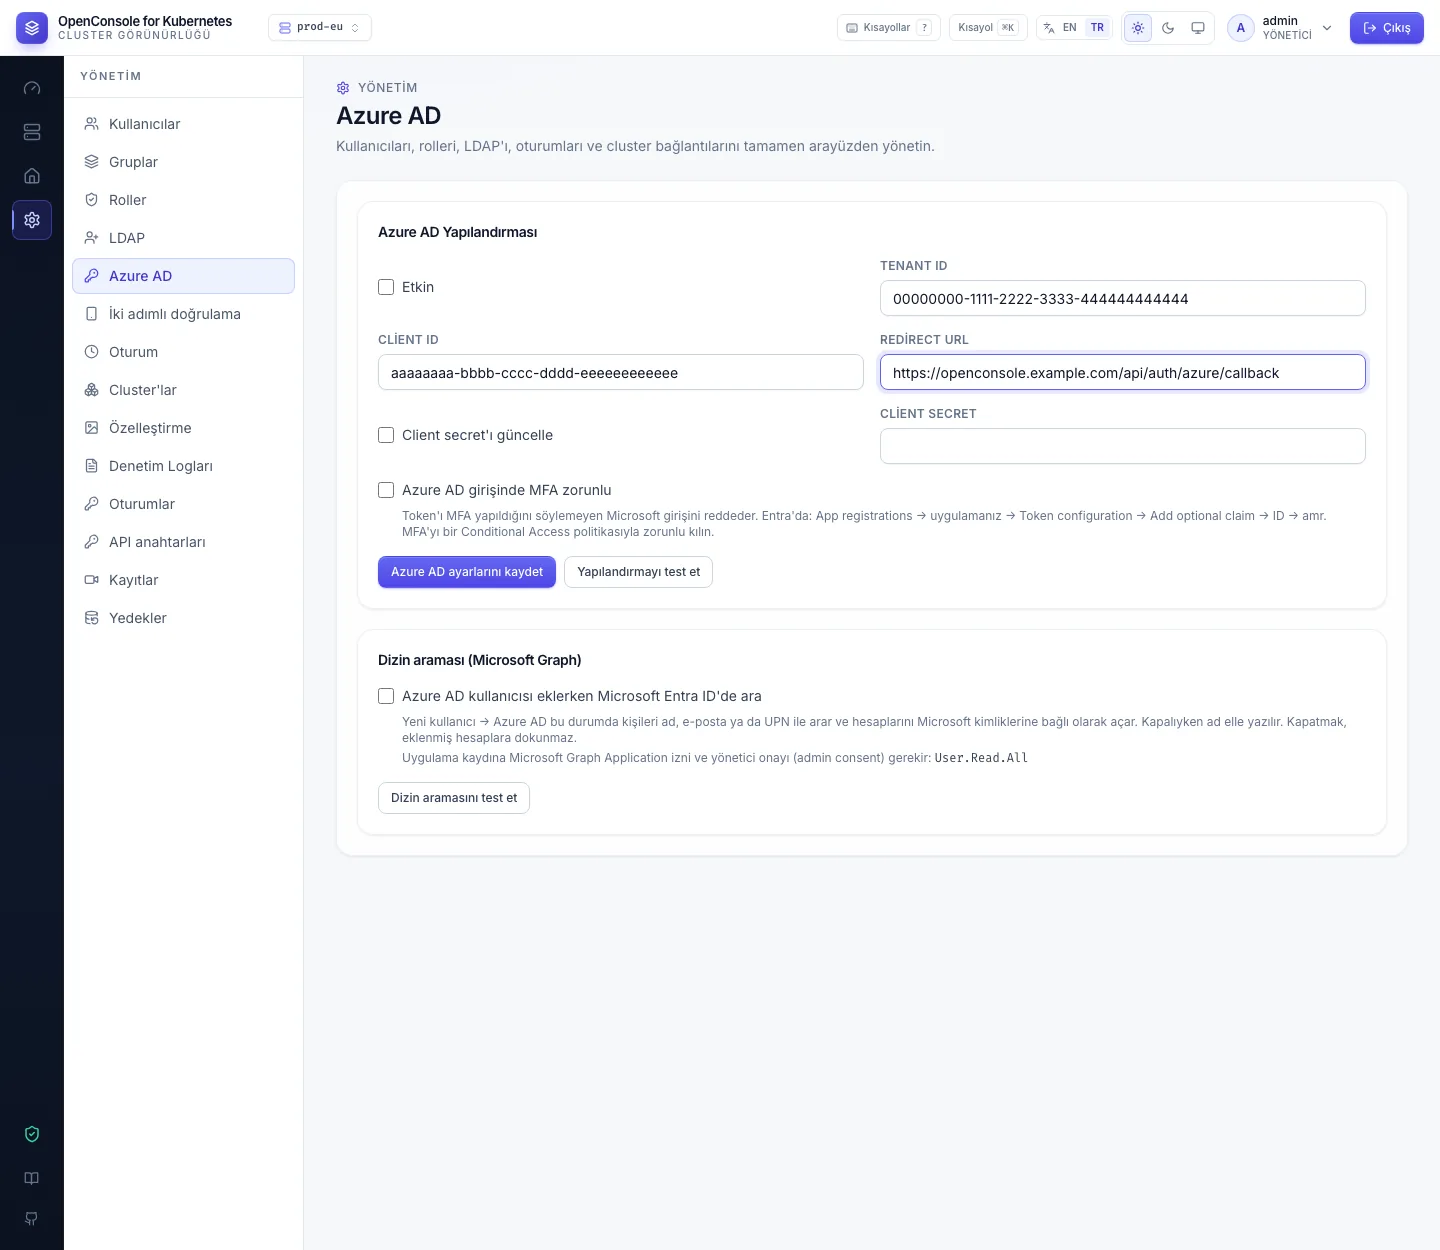 OpenConsole for Kubernetes
CLUSTER GÖRÜNÜRLÜĞÜ
prod-eu
Kısayollar ?
Kısayol ⌘K
EN TR
A
admin
YÖNETİCİ
Çıkış
YÖNETİM
Kullanıcılar
Gruplar
Roller
LDAP
Azure AD
İki adımlı doğrulama
Oturum
Cluster'lar
Özelleştirme
Denetim Logları
Oturumlar
API anahtarları
Kayıtlar
Yedekler
YÖNETİM
Azure AD
Kullanıcıları, rolleri, LDAP'ı, oturumları ve cluster bağlantılarını tamamen arayüzden yönetin.
Azure AD Yapılandırması
Etkin
TENANT ID
00000000-1111-2222-3333-444444444444
CLİENT ID
aaaaaaaa-bbbb-cccc-dddd-eeeeeeeeeeee
REDİRECT URL
https://openconsole.example.com/api/auth/azure/callback
Client secret'ı güncelle
CLİENT SECRET
Azure AD girişinde MFA zorunlu
Token'ı MFA yapıldığını söylemeyen Microsoft girişini reddeder. Entra'da: App registrations → uygulamanız → Token configuration → Add optional claim → ID → amr.
MFA'yı bir Conditional Access politikasıyla zorunlu kılın.
Azure AD ayarlarını kaydet
Yapılandırmayı test et
Dizin araması (Microsoft Graph)
Azure AD kullanıcısı eklerken Microsoft Entra ID'de ara
Yeni kullanıcı → Azure AD bu durumda kişileri ad, e-posta ya da UPN ile arar ve hesaplarını Microsoft kimliklerine bağlı olarak açar. Kapalıyken ad elle yazılır. Kapatmak,
eklenmiş hesaplara dokunmaz.
Uygulama kaydına Microsoft Graph Application izni ve yönetici onayı (admin consent) gerekir: User.Read.All
Dizin aramasını test et